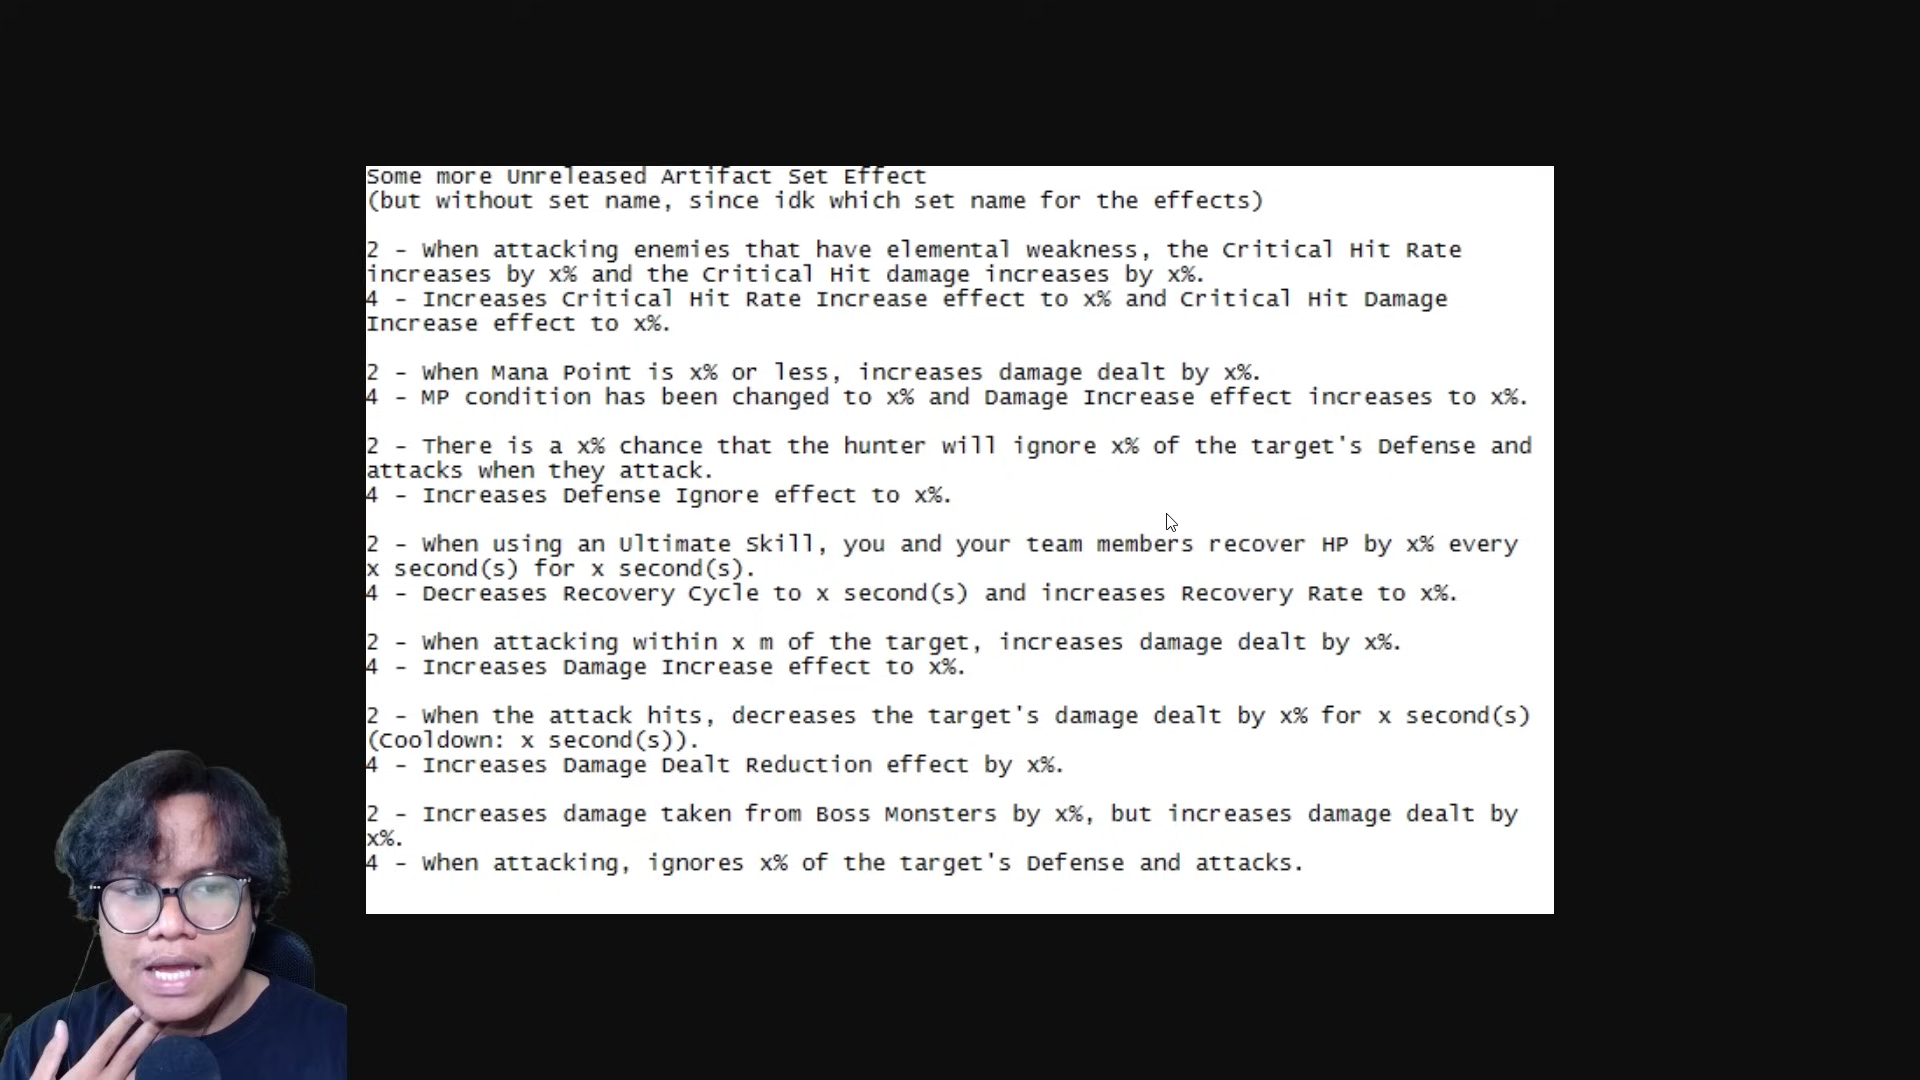 Some more Unreleased Artifact Set Effect
(but without set name, since idk which set name for the effects)
2 - When attacking enemies that have elemental weakness, the Critical Hit Rate
increases by x% and the Critical Hit damage increases by x%.
4 - Increases Critical Hit Rate Increase effect to x% and Critical Hit Damage
Increase effect to x%.
2 - When Mana Point is x% or less, increases damage dealt by x%.
4 - MP condition has been changed to x% and Damage Increase effect increases to x%.
2 - There is a x% chance that the hunter will ignore x% of the target's Defense and
attacks when they attack.
4 - Increases Defense Ignore effect to x%.
2 - When using an Ultimate Skill, you and your team members recover HP by x% every
x second(s) for x second(s).
4 - Decreases Recovery Cycle to x second(s) and increases Recovery Rate to x%.
2 - When attacking within x m of the target, increases damage dealt by x%.
4 - Increases Damage Increase effect to x%.
2 - When the attack hits, decreases the target's damage dealt by x% for x second(s)
(Cooldown: x second(s)).
4 - Increases Damage Dealt Reduction effect by x%.
2 - Increases damage taken from Boss Monsters by x%, but increases damage dealt by
x%.
4 - When attacking, ignores x% of the target's Defense and attacks.